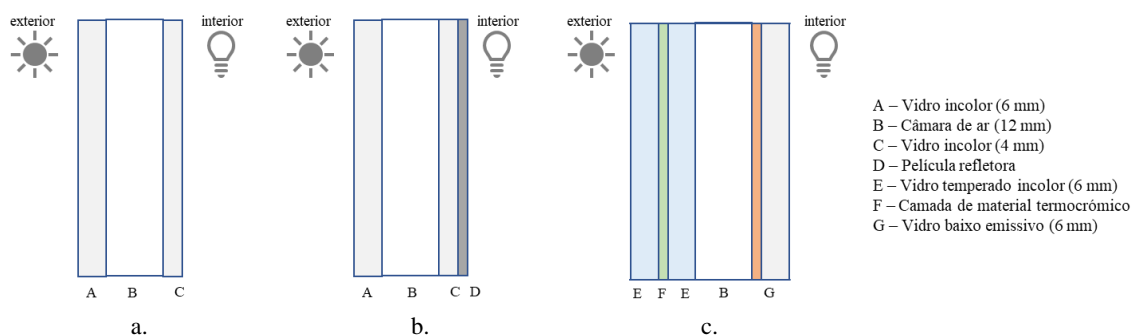 exterior
interior
exterior
interior
exterior
interior
A – Vidro incolor (6 mm)
B – Câmara de ar (12 mm)
C – Vidro incolor (4 mm)
D – Película refletora
E – Vidro temperado incolor (6 mm)
F – Camada de material termocrómico
G – Vidro baixo emissivo (6 mm)
A B C
A B C D
E F E B G
a.
b.
c.